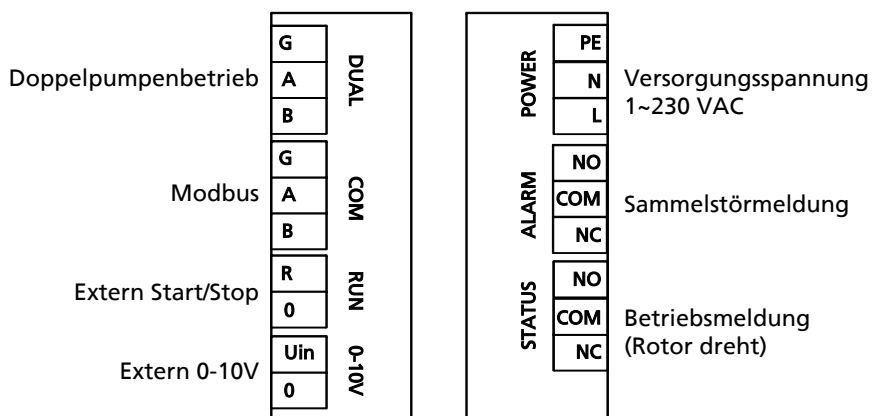 Doppelpumpenbetrieb
G
A
B
DUAL
Modbus
G
A
B
COM
Extern Start/Stop
R
0
RUN
Extern 0-10V
Uin
0
0-10V
POWER
PE
N
L
Versorgungsspannung
1~230 VAC
ALARM
NO
COM
NC
Sammelstörmeldung
STATUS
NO
COM
NC
Betriebsmeldung
(Rotor dreht)